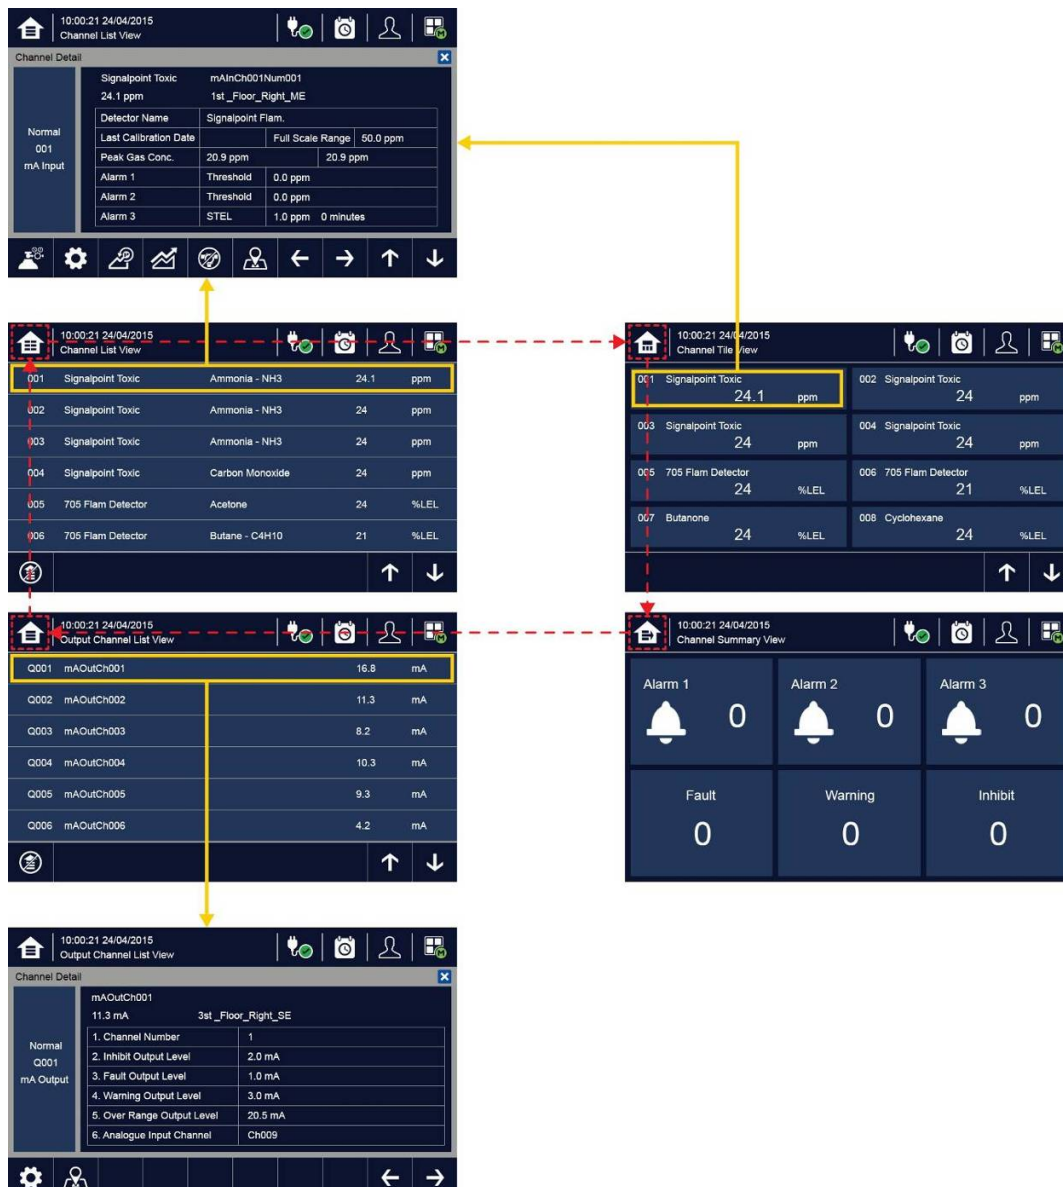 10:00:21 24/04/2015
Channel List View
Channel Detail
Normal
001
mA Input
Signalpoint Toxic mAInCh001Num001
24.1 ppm 1st _Floor_Right_ME
Detector Name Signalpoint Flam.
Last Calibration Date Full Scale Range 50.0 ppm
Peak Gas Conc. 20.9 ppm 20.9 ppm
Alarm 1 Threshold 0.0 ppm
Alarm 2 Threshold 0.0 ppm
Alarm 3 STEL 1.0 ppm 0 minutes
10:00:21 24/04/2015
Channel List View
001 Signalpoint Toxic Ammonia - NH3 24.1 ppm
002 Signalpoint Toxic Ammonia - NH3 24 ppm
003 Signalpoint Toxic Ammonia - NH3 24 ppm
004 Signalpoint Toxic Carbon Monoxide 24 ppm
005 705 Flam Detector Acetone 24 %LEL
006 705 Flam Detector Butane - C4H10 21 %LEL
10:00:21 24/04/2015
Channel Tile View
001 Signalpoint Toxic
24.1 ppm
002 Signalpoint Toxic
24 ppm
003 Signalpoint Toxic
24 ppm
004 Signalpoint Toxic
24 ppm
005 705 Flam Detector
24 %LEL
006 705 Flam Detector
21 %LEL
007 Butanone
24 %LEL
008 Cyclohexane
24 %LEL
10:00:21 24/04/2015
Output Channel List View
Q001 mAOutCh001 16.8 mA
Q002 mAOutCh002 11.3 mA
Q003 mAOutCh003 8.2 mA
Q004 mAOutCh004 10.3 mA
Q005 mAOutCh005 9.3 mA
Q006 mAOutCh006 4.2 mA
10:00:21 24/04/2015
Channel Summary View
Alarm 1
0
Alarm 2
0
Alarm 3
0
Fault
0
Warning
0
Inhibit
0
10:00:21 24/04/2015
Output Channel List View
Channel Detail
Normal
Q001
mA Output
mAOutCh001
11.3 mA 3st _Floor_Right_SE
1. Channel Number 1
2. Inhibit Output Level 2.0 mA
3. Fault Output Level 1.0 mA
4. Warning Output Level 3.0 mA
5. Over Range Output Level 20.5 mA
6. Analogue Input Channel Ch009